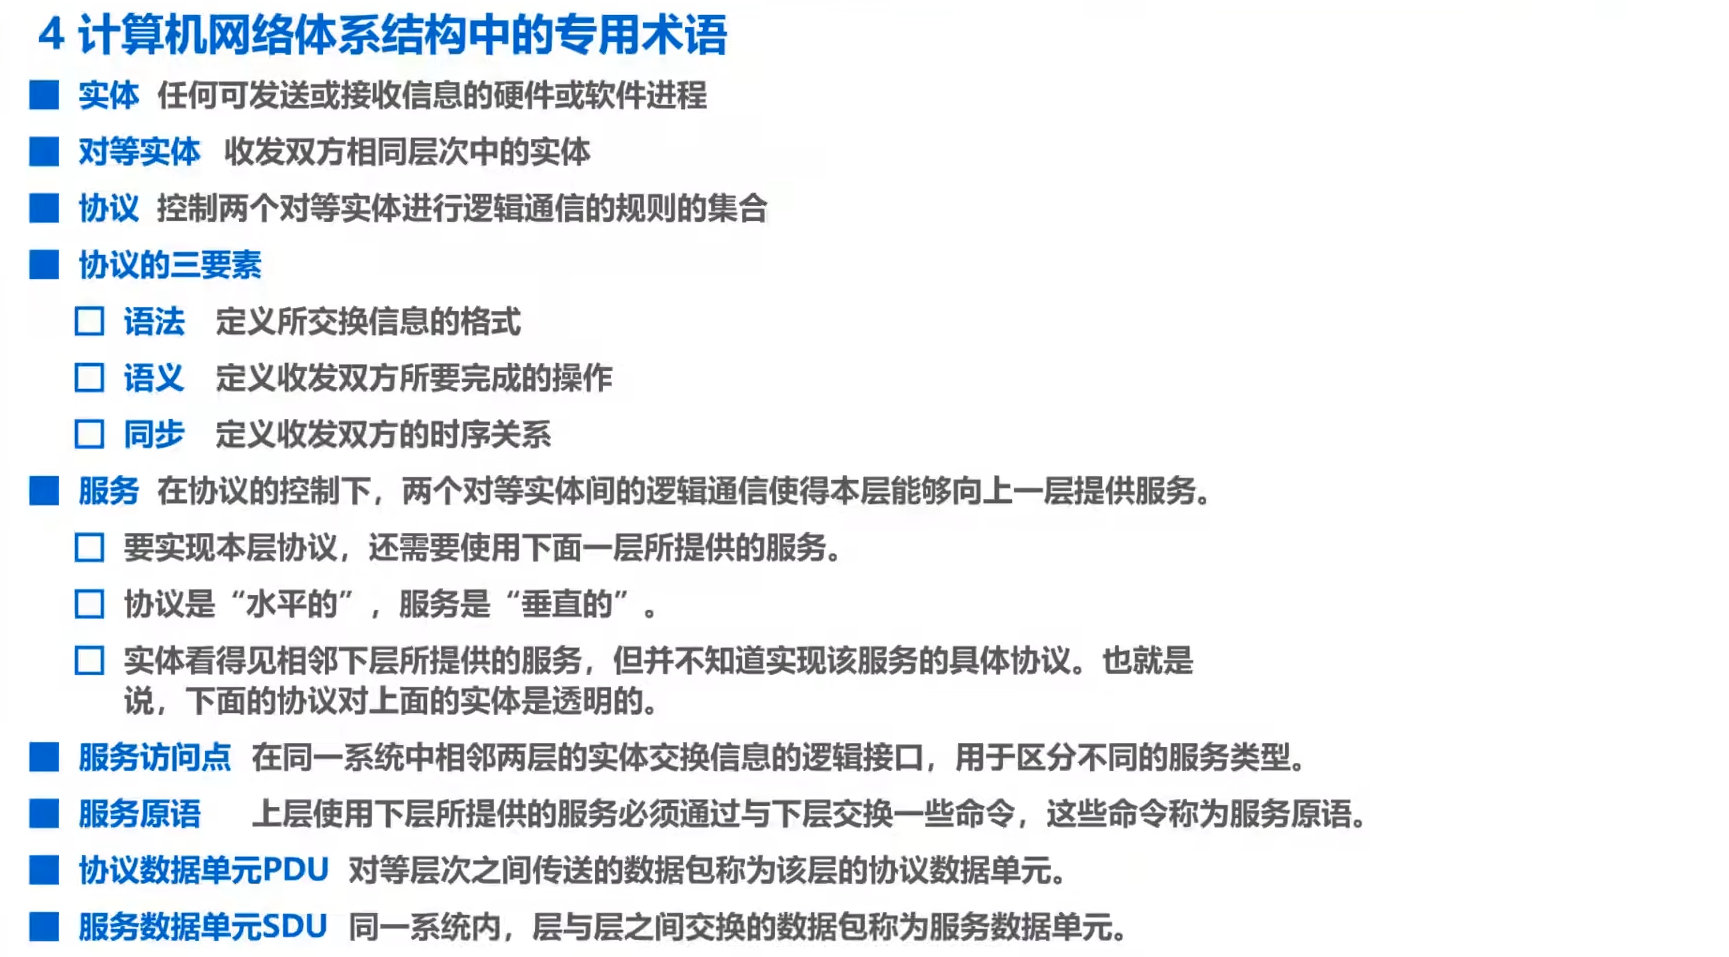 4 计算机网络体系结构中的专用术语
实体 任何可发送或接收信息的硬件或软件进程
对等实体 收发双方相同层次中的实体
协议 控制两个对等实体进行逻辑通信的规则的集合
协议的三要素
语法 定义所交换信息的格式
语义 定义收发双方所要完成的操作
同步 定义收发双方的时序关系
服务 在协议的控制下，两个对等实体间的逻辑通信使得本层能够向上一层提供服务。
要实现本层协议，还需要使用下面一层所提供的服务。
协议是“水平的”，服务是“垂直的”。
实体看得见相邻下层所提供的服务，但并不知道实现该服务的具体协议。也就是
说，下面的协议对上面的实体是透明的。
服务访问点 在同一系统中相邻两层的实体交换信息的逻辑接口，用于区分不同的服务类型。
服务原语 上层使用下层所提供的服务必须通过与下层交换一些命令，这些命令称为服务原语。
协议数据单元PDU 对等层次之间传送的数据包称为该层的协议数据单元。
服务数据单元SDU 同一系统内，层与层之间交换的数据包称为服务数据单元。